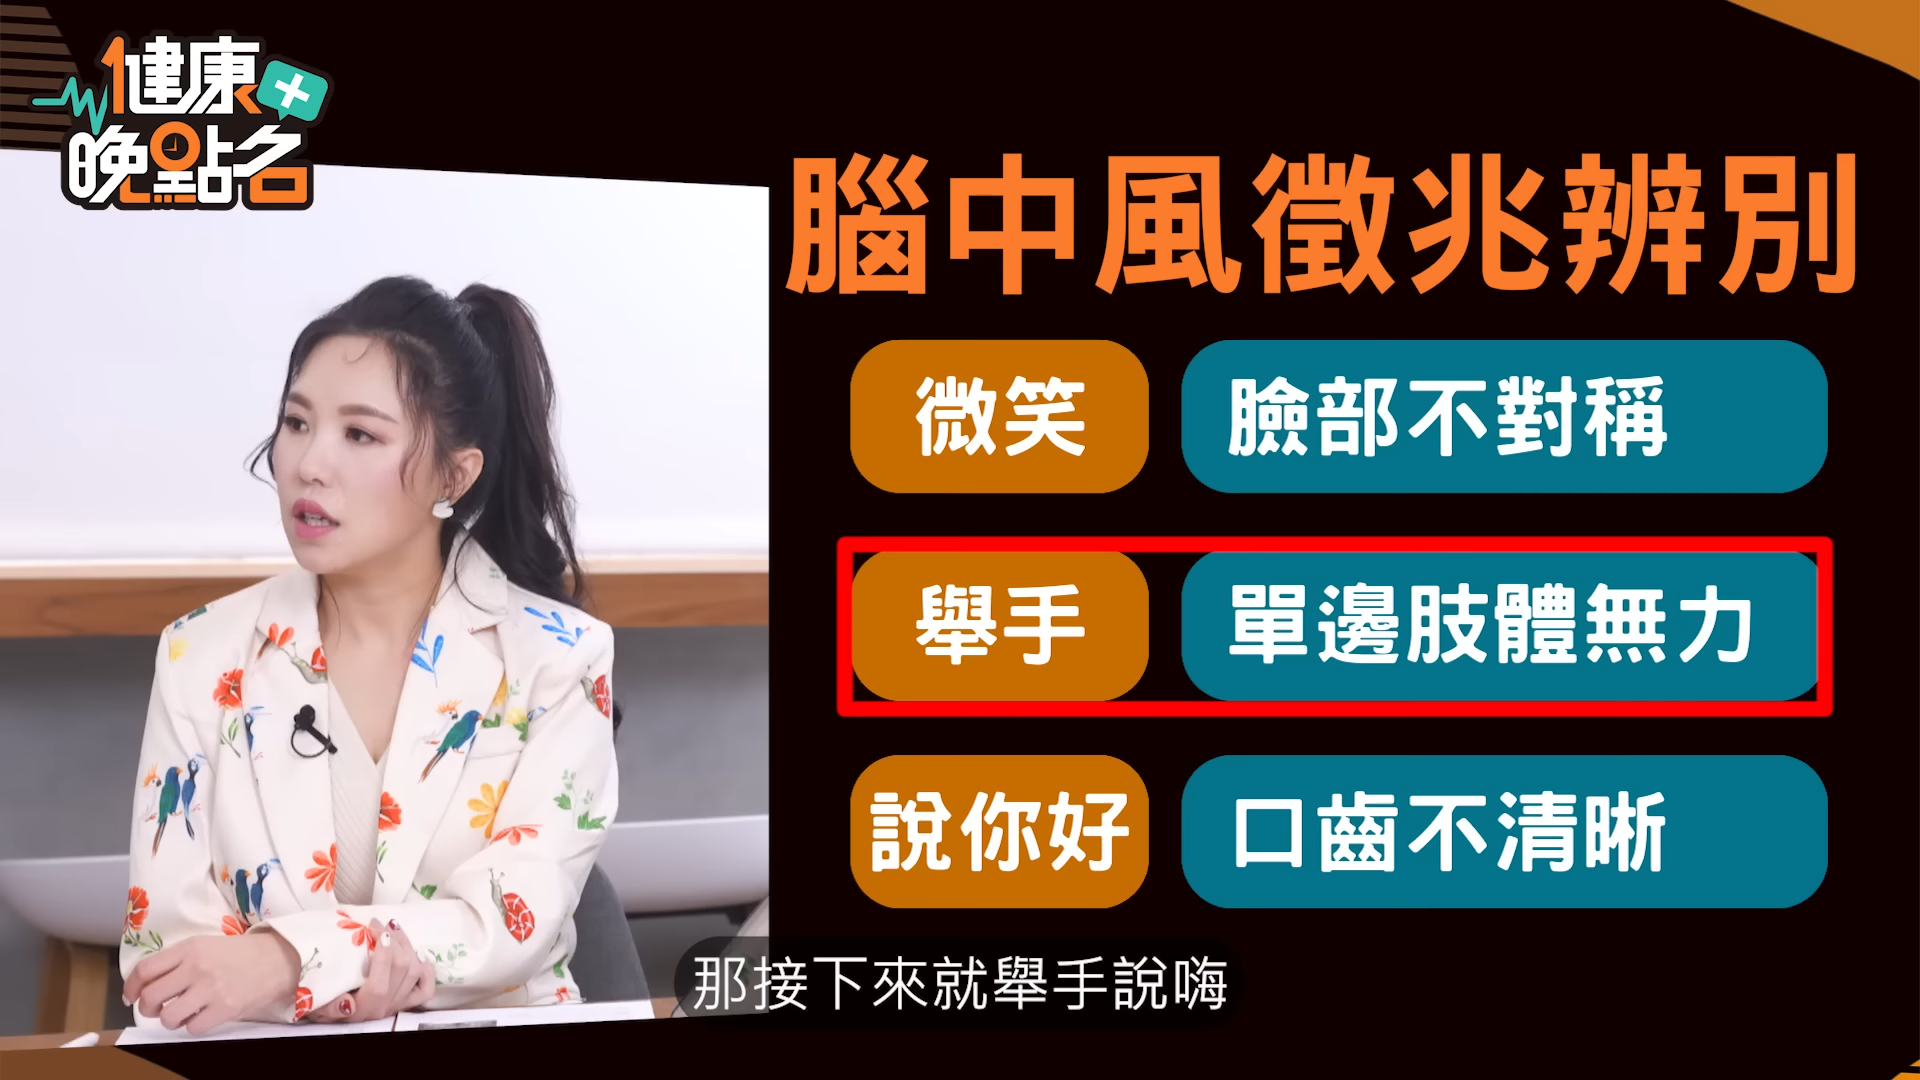 健康
晚點名
腦中風徵兆辨別
微笑 臉部不對稱
舉手 單邊肢體無力
說你好 口齒不清晰
那接下來就舉手說嗨